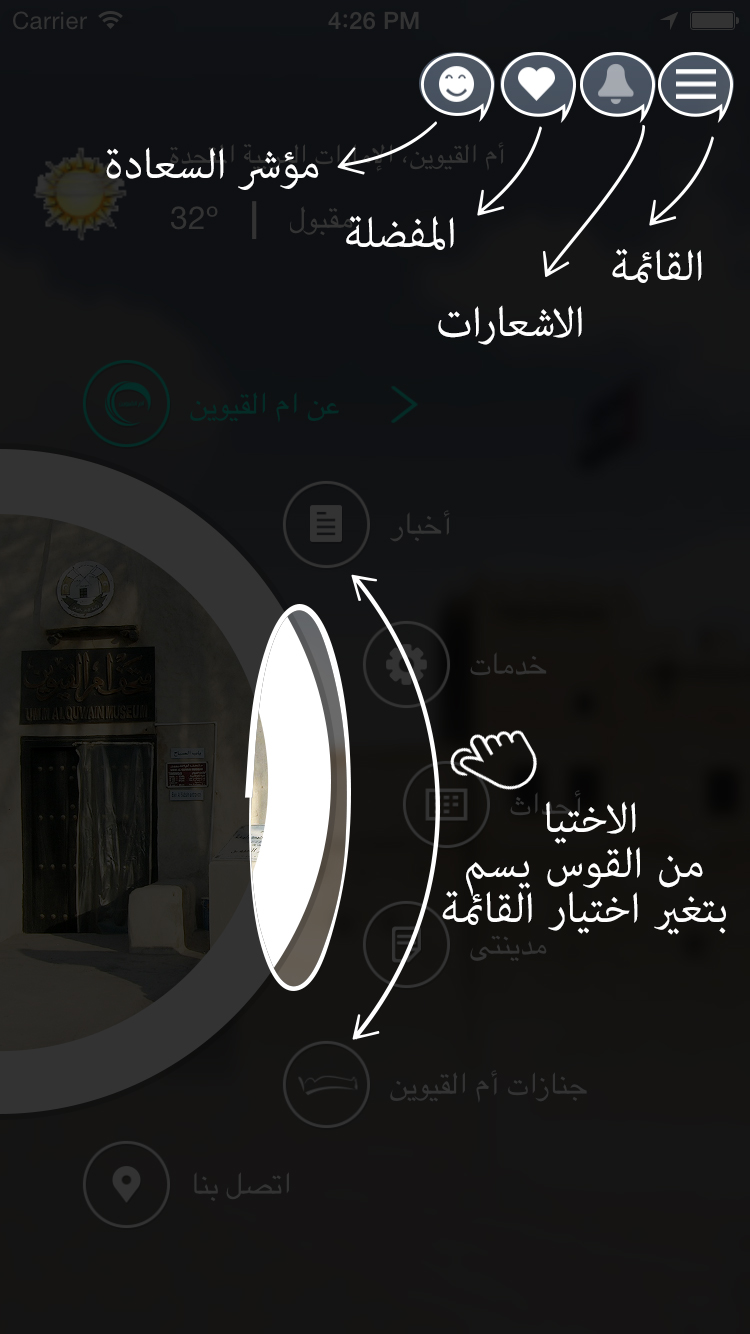 Carrier
4:26 PM
أم القيوين، الإمارات العربية المتحدة
مؤشر السعادة
32°
|
مقبول
المفضلة
القائمة
الاشعارات
عن ام القيوين
أخبار
خدمات
UMM AL QUWAIN MUSEUM
أحداث
الاختيا
من القوس يسم
بتغير اختيار القائمة
مدينتى
جنازات أم القيوين
اتصل بنا